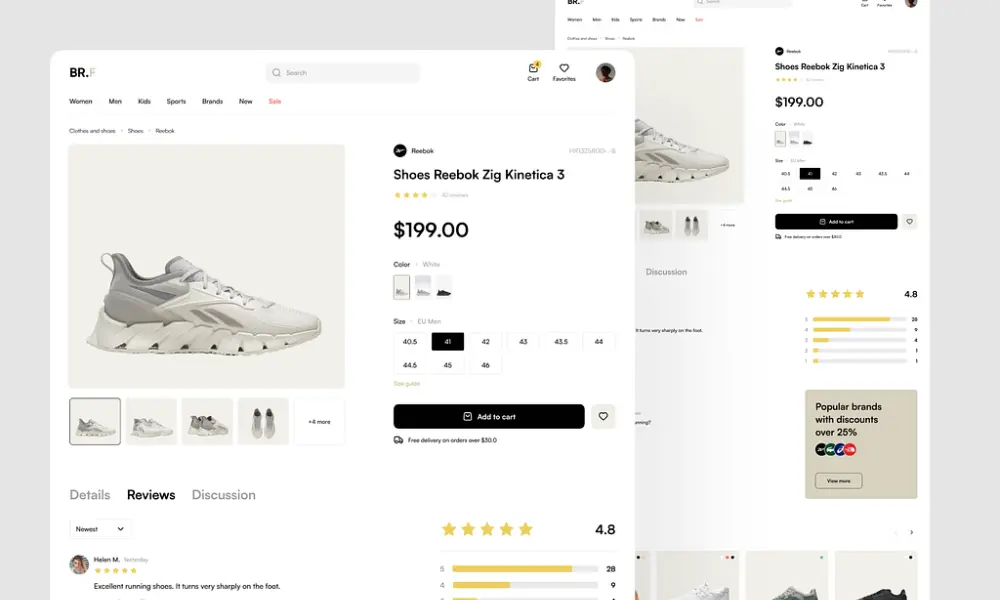 BR.F
Search
4
Cart
Favorites
Women
Men
Kids
Sports
Brands
New
Sale
Clothes and shoes
Shoes
Reebok
Reebok
Shoes Reebok Zig Kinetica 3
42 reviews
$199.00
Color
White
Size
EU Men
40.5
41
42
43
43.5
44
44.5
45
46
Size guide
Add to cart
Free delivery on orders over $30.0
+4 more
Details
Reviews
Discussion
Newest
4.8
Helen M.
Yesterday
Excellent running shoes. It turns very sharply on the foot.
5
28
4
9
BR.
Search
Cart
Favorites
Women
Men
Kids
Sports
Brands
New
Sale
Clothes and shoes
Shoes
Reebok
Reebok
Shoes Reebok Zig Kinetica 3
42 reviews
$199.00
Color
White
Size
EU Men
40.5
41
42
43
43.5
44
44.5
45
46
Size guide
Add to cart
Free delivery on orders over $30.0
+4 more
Discussion
4.8
It turns very sharply on the foot.
5
28
4
9
3
4
2
1
1
1
Popular brands
with discounts
over 25%
View more